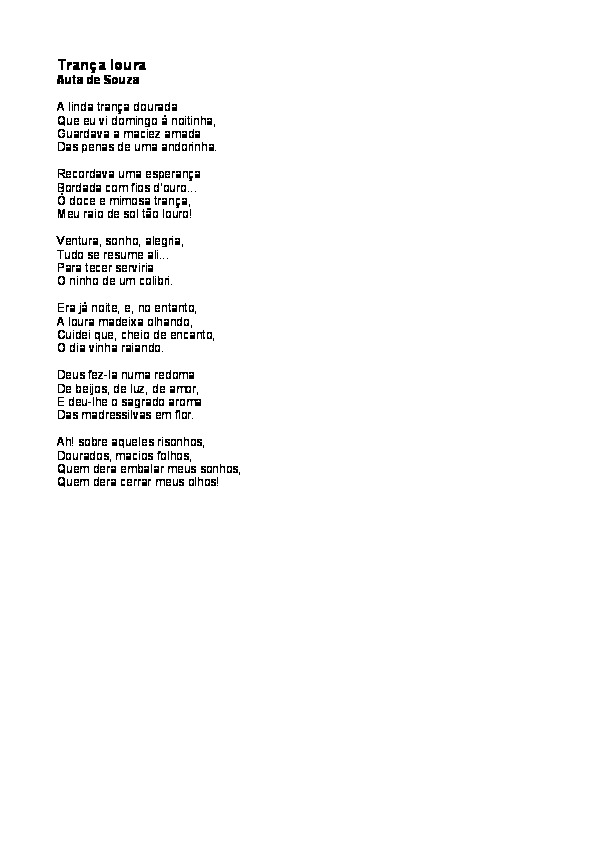 Trança loura
Auta de Souza
A linda trança dourada
Que eu vi domingo à noitinha,
Guardava a maciez amada
Das penas de uma andorinha.
Recordava uma esperança
Bordada com fios d'ouro...
Ó doce e mimosa trança,
Meu raio de sol tão louro!
Ventura, sonho, alegria,
Tudo se resume ali...
Para tecer serviria
O ninho de um colibri.
Era já noite, e, no entanto,
A loura madeixa olhando,
Cuidei que, cheio de encanto,
O dia vinha raiando.
Deus fez-la numa redoma
De beijos, de luz, de amor,
E deu-lhe o sagrado aroma
Das madressilvas em flor.
Ah! sobre aqueles risonhos,
Dourados, macios folhos,
Quem dera embalar meus sonhos,
Quem dera cerrar meus olhos!